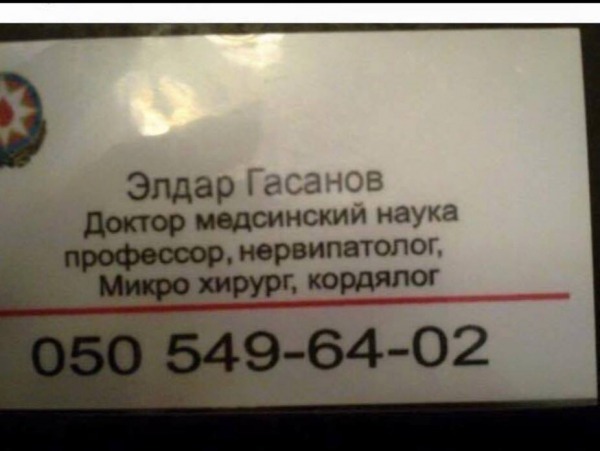 Элдар Гасанов
Доктор медсинский наука
профессор, нервипатолог,
Микро хирург, кордялог
050 549-64-02